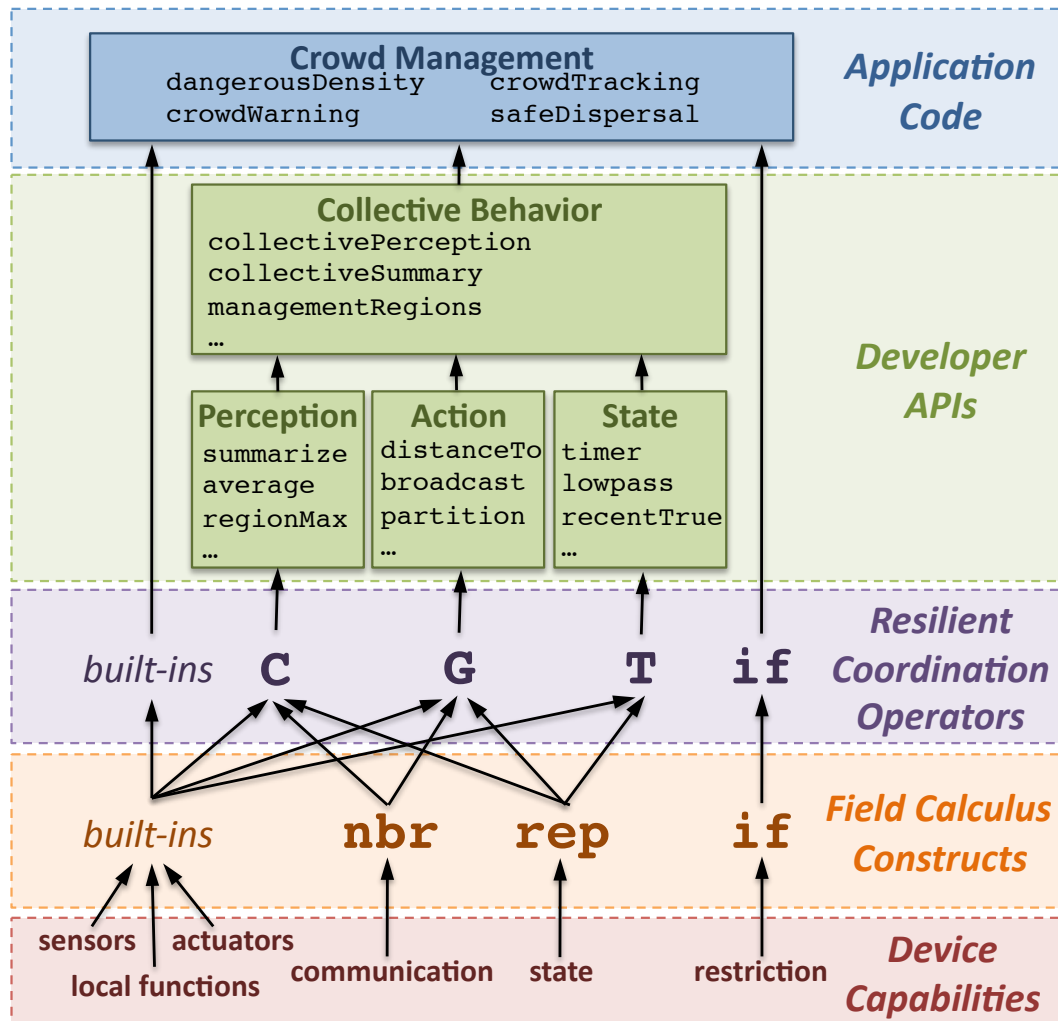 Crowd Management
dangerousDensity crowdTracking
crowdWarning safeDispersal
Application
Code
Collective Behavior
collectivePerception
collectiveSummary
managementRegions
…
Developer
APIs
Perception
summarize
average
regionMax
…
Action
distanceTo
broadcast
partition
…
State
timer
lowpass
recentTrue
…
built-ins C G T if
Resilient
Coordination
Operators
built-ins nbr rep if
Field Calculus
Constructs
sensors actuators
local functions
communication state restriction
Device
Capabilities